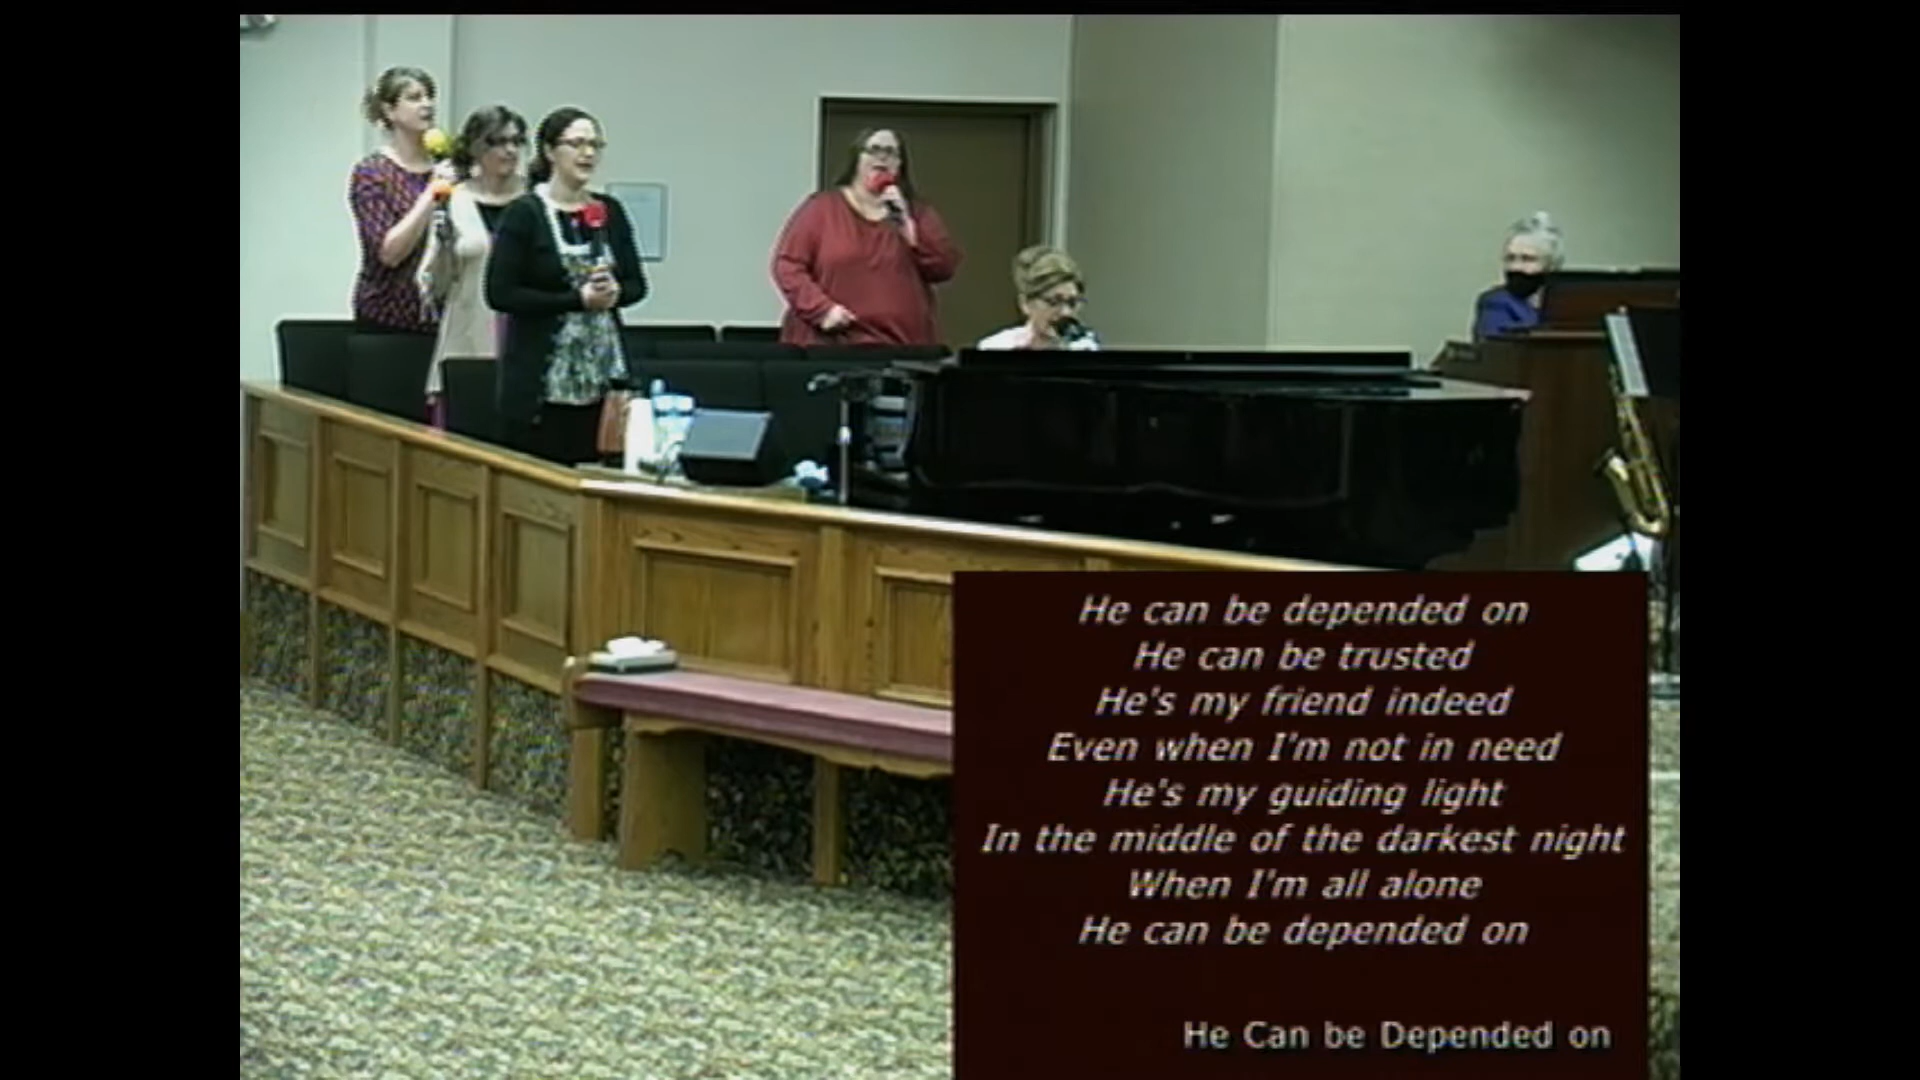 He can be depended on
He can be trusted
He's my friend indeed
Even when I'm not in need
He's my guiding light
In the middle of the darkest night
When I'm all alone
He can be depended on
He Can be Depended on